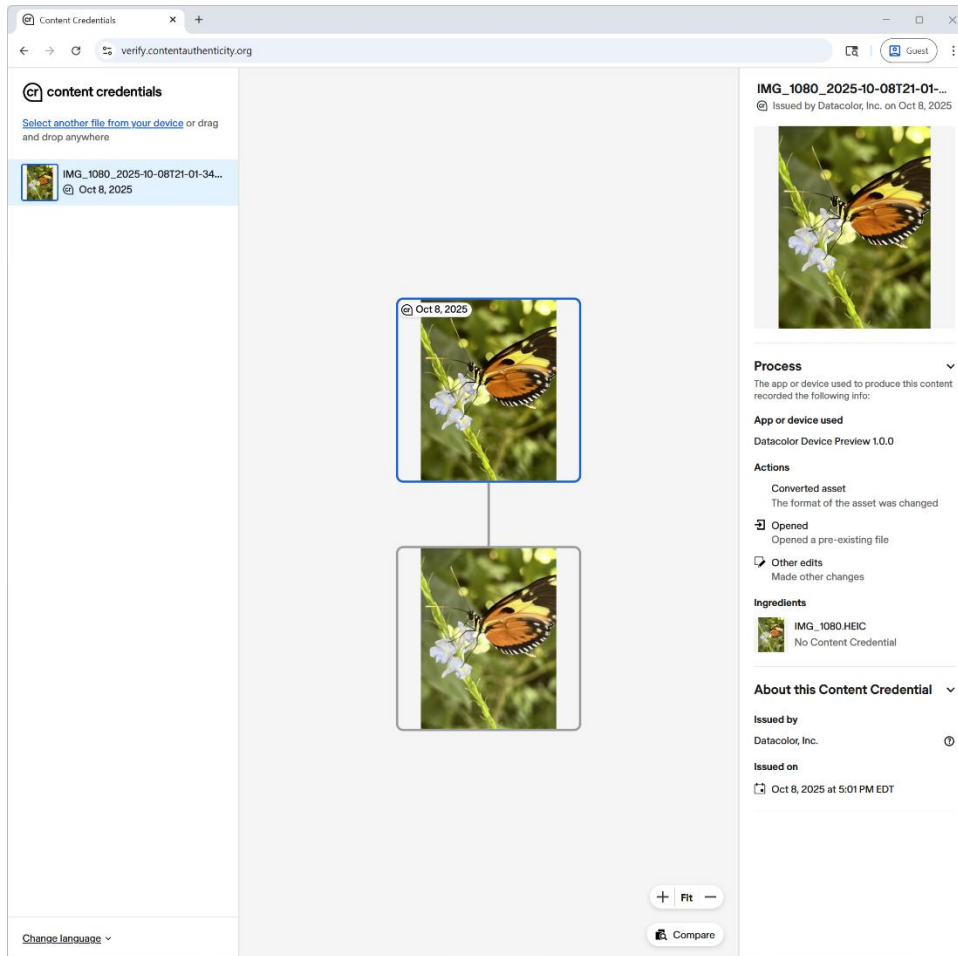 Content Credentials
verify.contentauthenticity.org
Guest
cr content credentials
Select another file from your device or drag
and drop anywhere
IMG_1080_2025-10-08T21-01-34...
cr Oct 8, 2025
cr Oct 8, 2025
Fit
Compare
Change language
IMG_1080_2025-10-08T21-01-...
cr Issued by Datacolor, Inc. on Oct 8, 2025
Process
The app or device used to produce this content
recorded the following info:
App or device used
Datacolor Device Preview 1.0.0
Actions
Converted asset
The format of the asset was changed
Opened
Opened a pre-existing file
Other edits
Made other changes
Ingredients
IMG_1080.HEIC
No Content Credential
About this Content Credential
Issued by
Datacolor, Inc.
Issued on
Oct 8, 2025 at 5:01 PM EDT